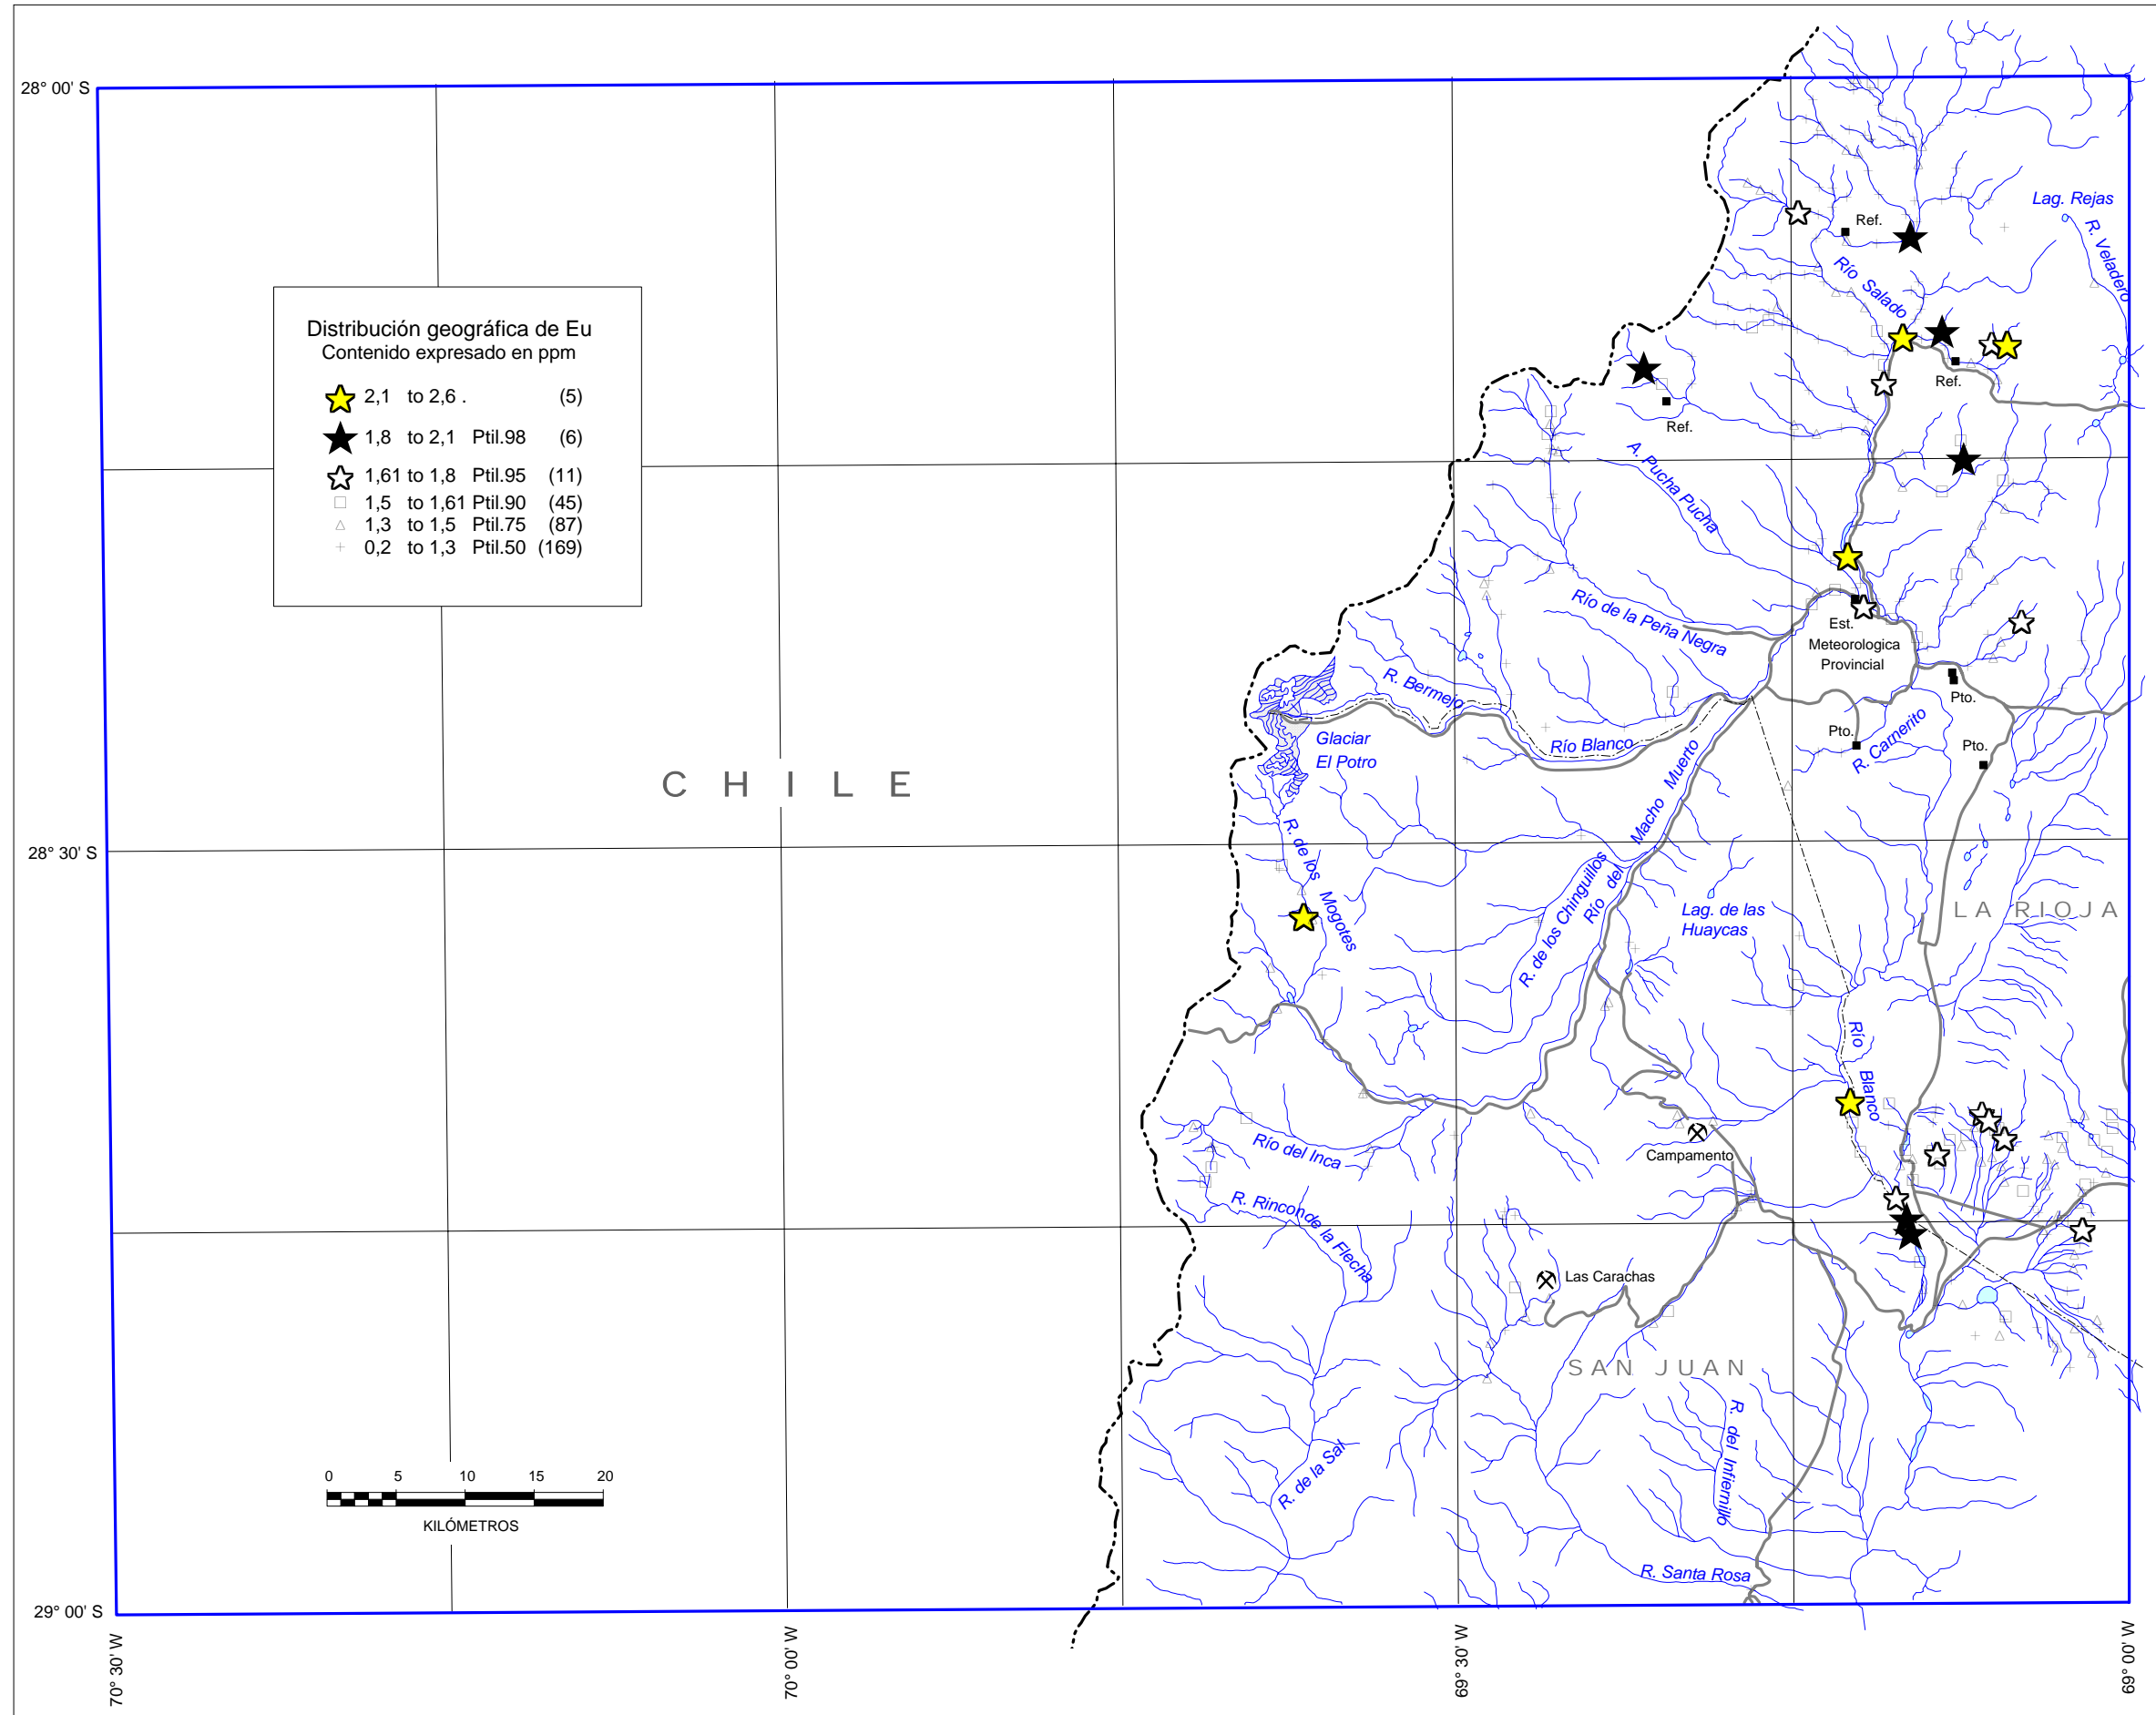 28° 00' S
Lag. Rejas
R. Veladero
Ref.
Río Salado
Distribución geográfica de Eu
Contenido expresado en ppm
2,1 to 2,6 . (5)
1,8 to 2,1 Ptil.98 (6)
1,61 to 1,8 Ptil.95 (11)
1,5 to 1,61 Ptil.90 (45)
1,3 to 1,5 Ptil.75 (87)
0,2 to 1,3 Ptil.50 (169)
Ref.
Ref.
A. Pucha Pucha
Río de la Peña Negra
Est.
Meteorologica
Provincial
R. Bermejo
Pto.
Pto.
R. Carnerito
Pto.
Glaciar
El Potro
Río Blanco
CHILE
Río del Macho Muerto
R. de los Mogotes
28° 30' S
R. de los Chinguillos
Lag. de las
Huaycas
LA RIOJA
Río Blanco
Río del Inca
Campamento
R. Rincon de la Flecha
Las Carachas
SAN JUAN
R. del Infiernillo
R. de la Sal
0 5 10 15 20
KILÓMETROS
R. Santa Rosa
29° 00' S
70° 30' W
70° 00' W
69° 30' W
69° 00' W